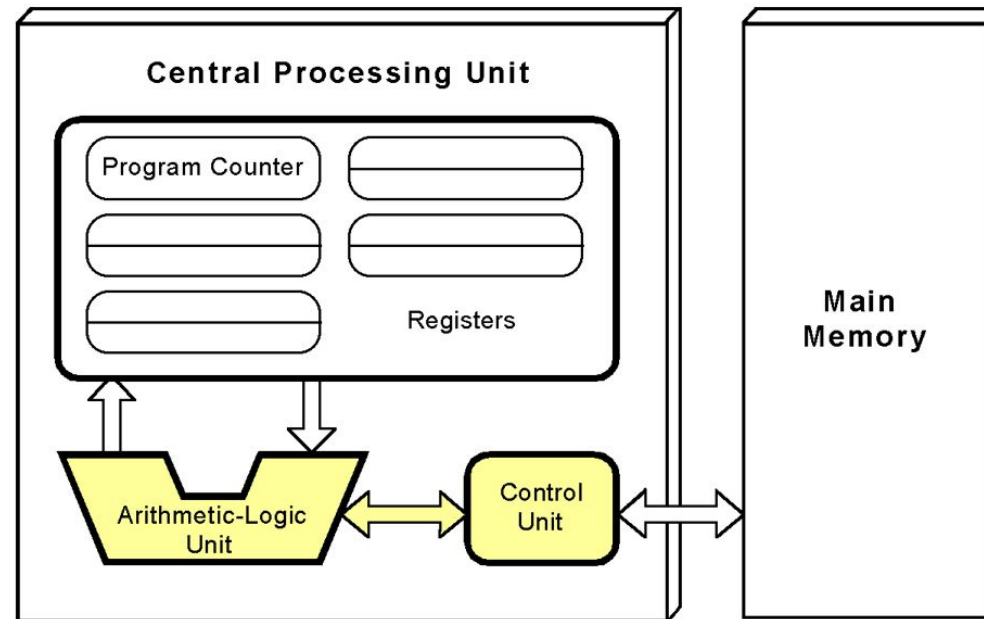 Central Processing Unit
Program Counter
Registers
Arithmetic-Logic
Unit
Control
Unit
Main
Memory